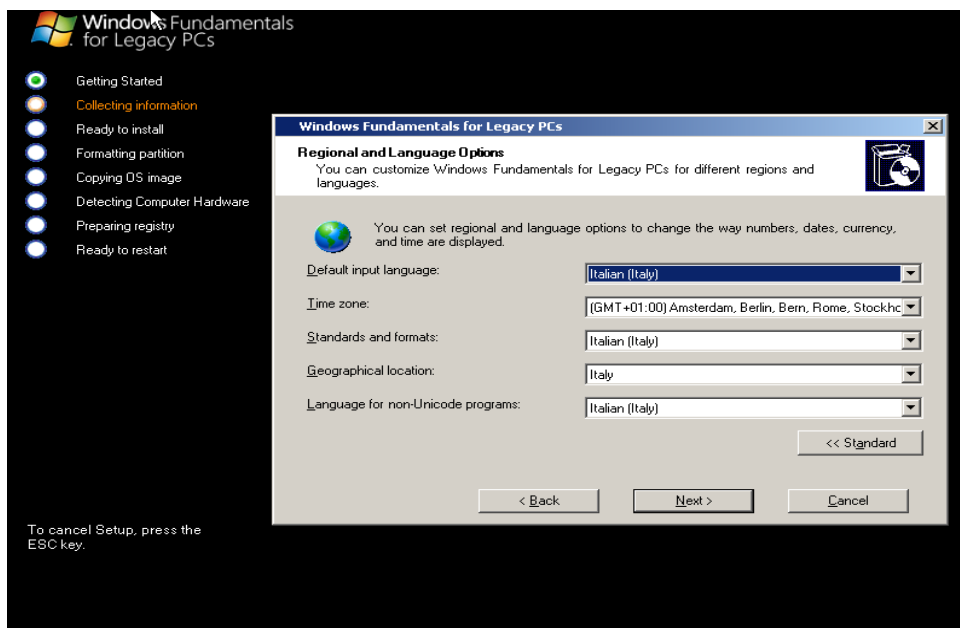 Windows Fundamentals
for Legacy PCs
Getting Started
Collecting information
Ready to install
Formatting partition
Copying OS image
Detecting Computer Hardware
Preparing registry
Ready to restart
Windows Fundamentals for Legacy PCs
Regional and Language Options
You can customize Windows Fundamentals for Legacy PCs for different regions and
languages.
You can set regional and language options to change the way numbers, dates, currency,
and time are displayed.
Default input language:
Italian (Italy)
Time zone:
(GMT+01:00) Amsterdam, Berlin, Bern, Rome, Stockhc
Standards and formats:
Italian (Italy)
Geographical location:
Italy
Language for non-Unicode programs:
Italian (Italy)
<< Standard
< Back
Next >
Cancel
To cancel Setup, press the
ESC key.